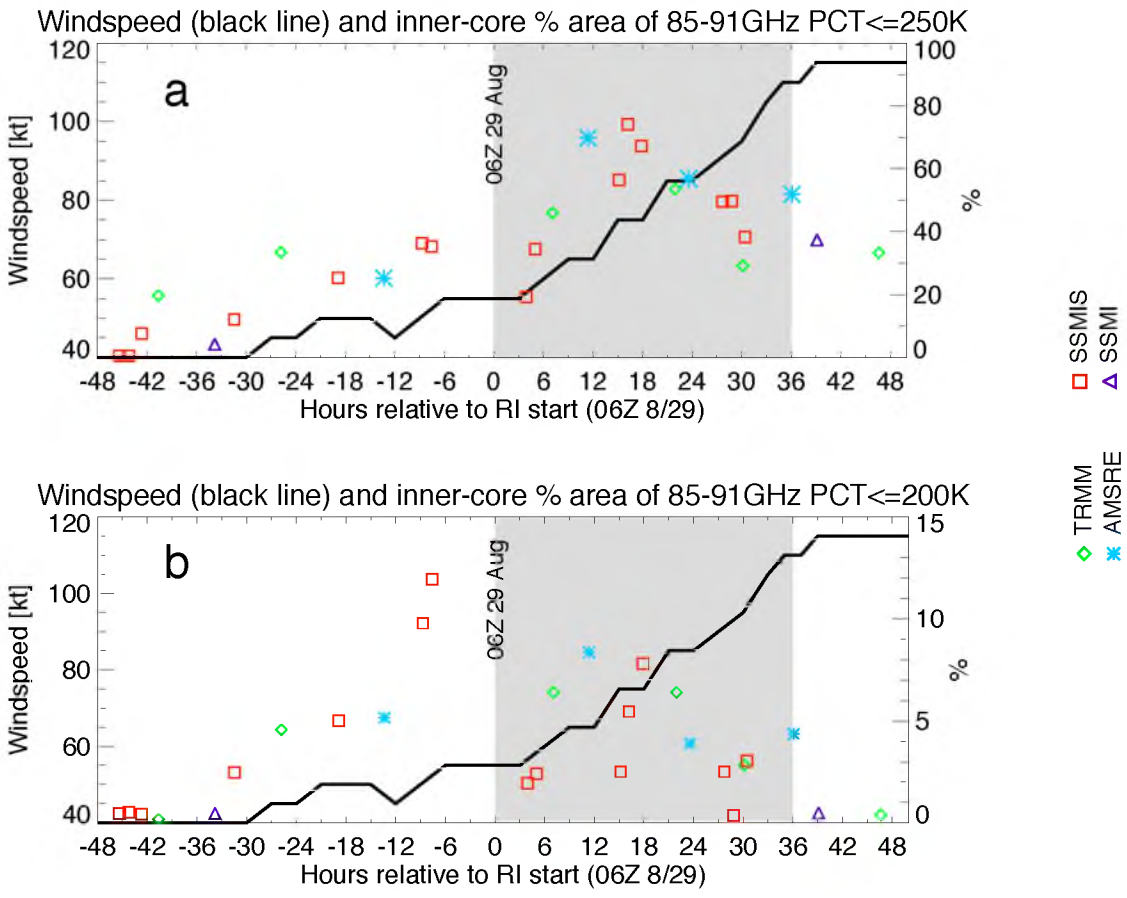 Windspeed (black line) and inner-core % area of 85-91GHz PCT<=250K
a
06Z 29 Aug
Windspeed [kt]
120
100
80
60
40
100
80
60
40
20
0
%
-48 -42 -36 -30 -24 -18 -12 -6 0 6 12 18 24 30 36 42 48
Hours relative to RI start (06Z 8/29)
Windspeed (black line) and inner-core % area of 85-91GHz PCT<=200K
b
06Z 29 Aug
Windspeed [kt]
120
100
80
60
40
15
10
5
0
%
-48 -42 -36 -30 -24 -18 -12 -6 0 6 12 18 24 30 36 42 48
Hours relative to RI start (06Z 8/29)
TRMM
SSMIS
AMSRE
SSMI